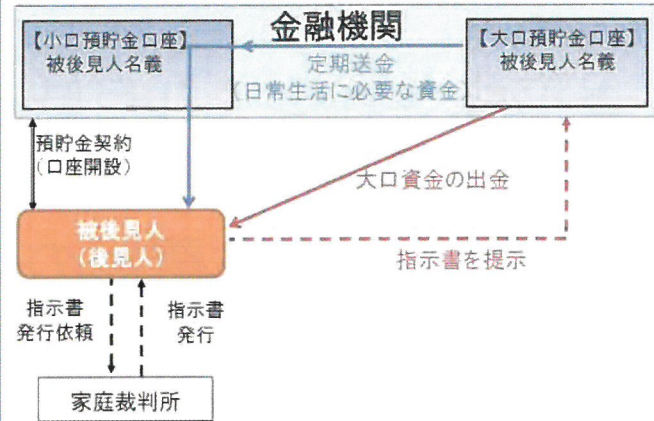 金融機関
【小口預貯金口座】
被後見人名義
【大口預貯金口座】
被後見人名義
定期送金
（日常生活に必要な資金）
預貯金契約
（口座開設）
大口資金の出金
被後見人
（後見人）
指示書を提示
指示書
発行依頼
指示書
発行
家庭裁判所